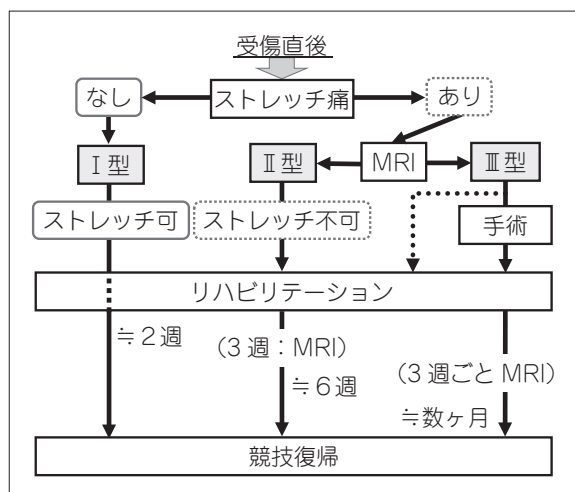 受傷直後
なし
ストレッチ痛
あり
Ⅰ型
Ⅱ型
MRI
Ⅲ型
ストレッチ可
ストレッチ不可
手術
リハビリテーション
≒2週
(3週：MRI)
≒6週
(3週ごとMRI)
≒数ヶ月
競技復帰